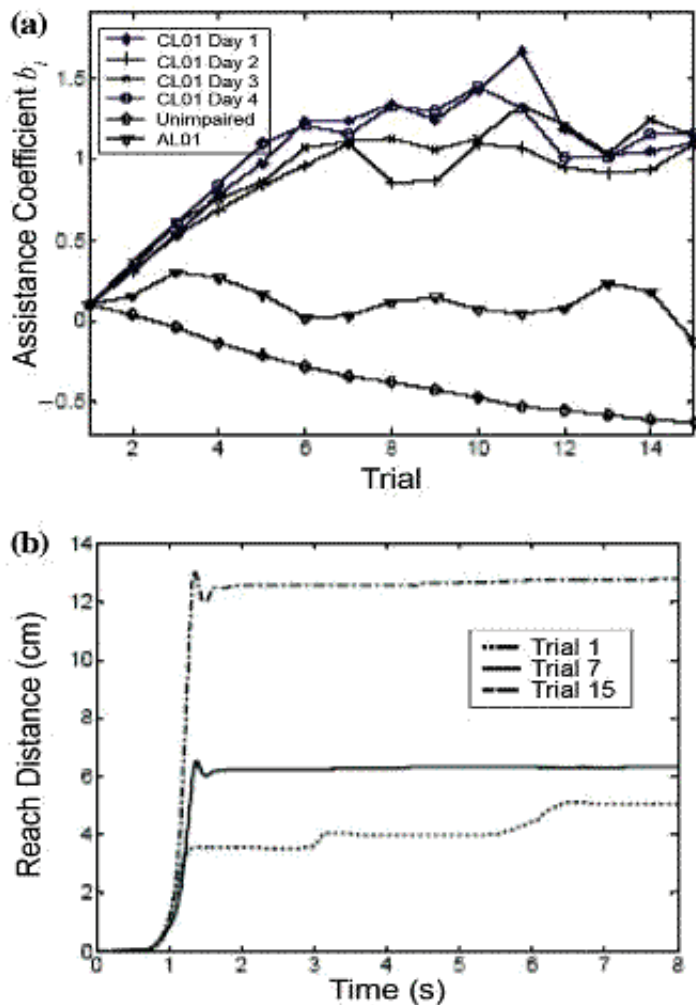 (a)
CL01 Day 1
CL01 Day 2
CL01 Day 3
CL01 Day 4
Unimpaired
AL01
Assistance Coefficient b_i
1.5
1
0.5
0
−0.5
2 4 6 8 10 12 14
Trial
(b)
14
12
10
8
6
4
2
0
Reach Distance (cm)
Trial 1
Trial 7
Trial 15
0 1 2 3 4 5 6 7 8
Time (s)